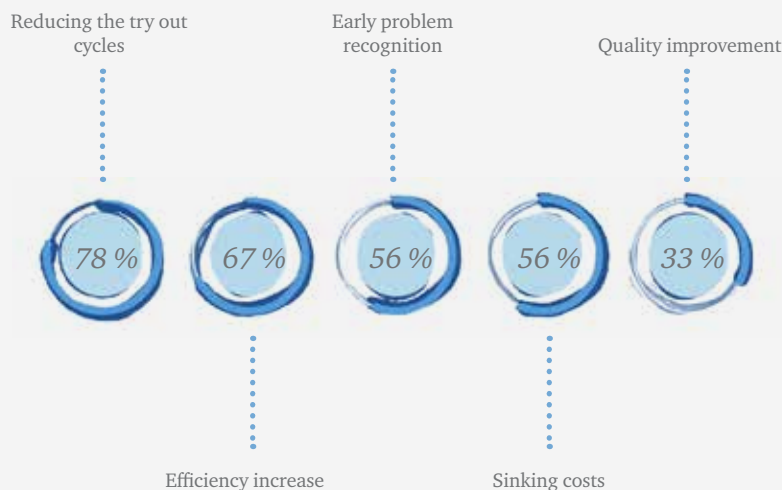 Reducing the try out
cycles
Early problem
recognition
Quality improvement
78 %
67 %
56 %
56 %
33 %
Efficiency increase
Sinking costs